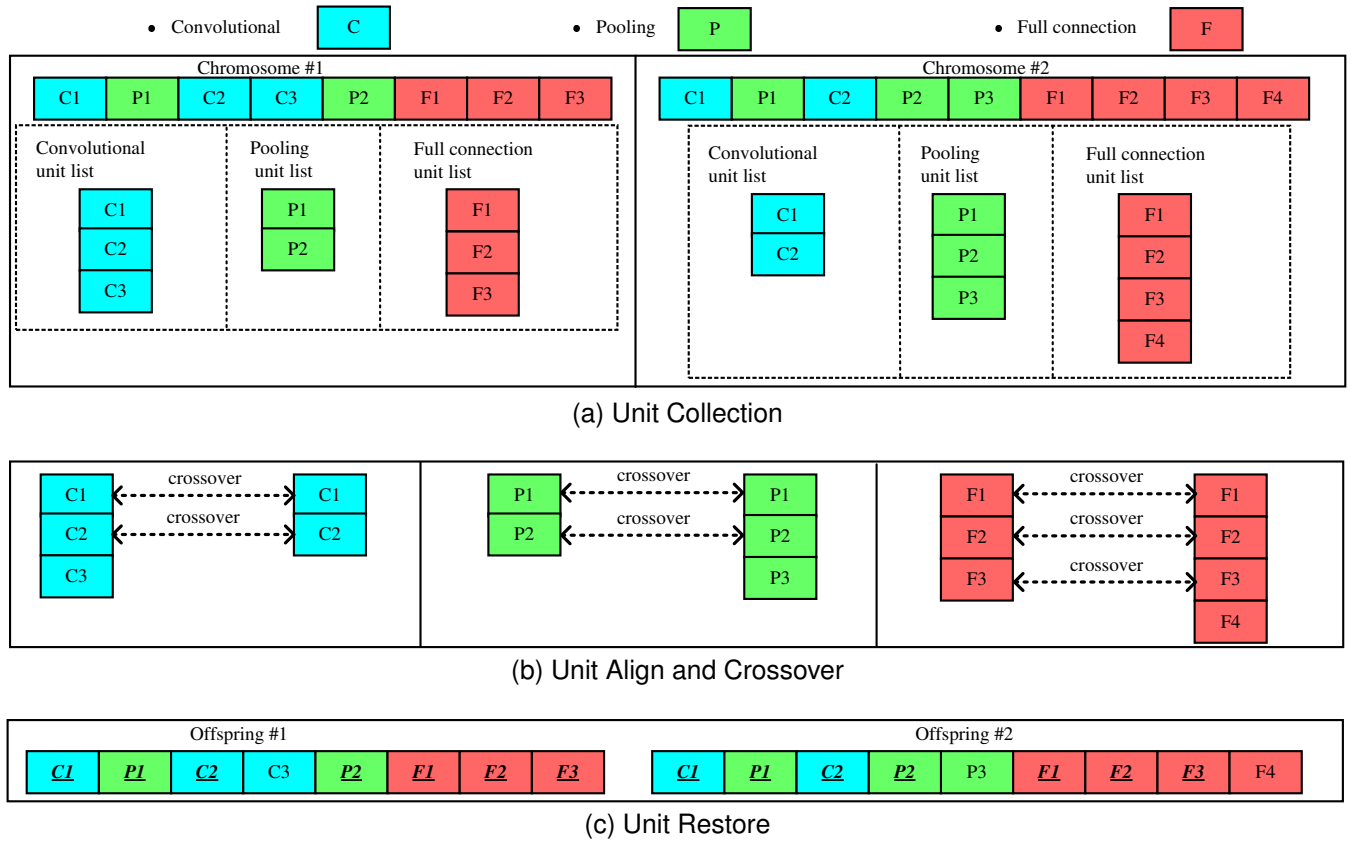 • Convolutional C • Pooling P • Full connection F
Chromosome #1
C1 P1 C2 C3 P2 F1 F2 F3
Convolutional
unit list
C1
C2
C3
Pooling
unit list
P1
P2
Full connection
unit list
F1
F2
F3
Chromosome #2
C1 P1 C2 P2 P3 F1 F2 F3 F4
Convolutional
unit list
C1
C2
Pooling
unit list
P1
P2
P3
Full connection
unit list
F1
F2
F3
F4
(a) Unit Collection
C1 crossover C1
C2 crossover C2
C3
P1 crossover P1
P2 crossover P2
P3
F1 crossover F1
F2 crossover F2
F3 crossover F3
F4
(b) Unit Align and Crossover
Offspring #1
C1 P1 C2 C3 P2 F1 F2 F3
Offspring #2
C1 P1 C2 P2 P3 F1 F2 F3 F4
(c) Unit Restore